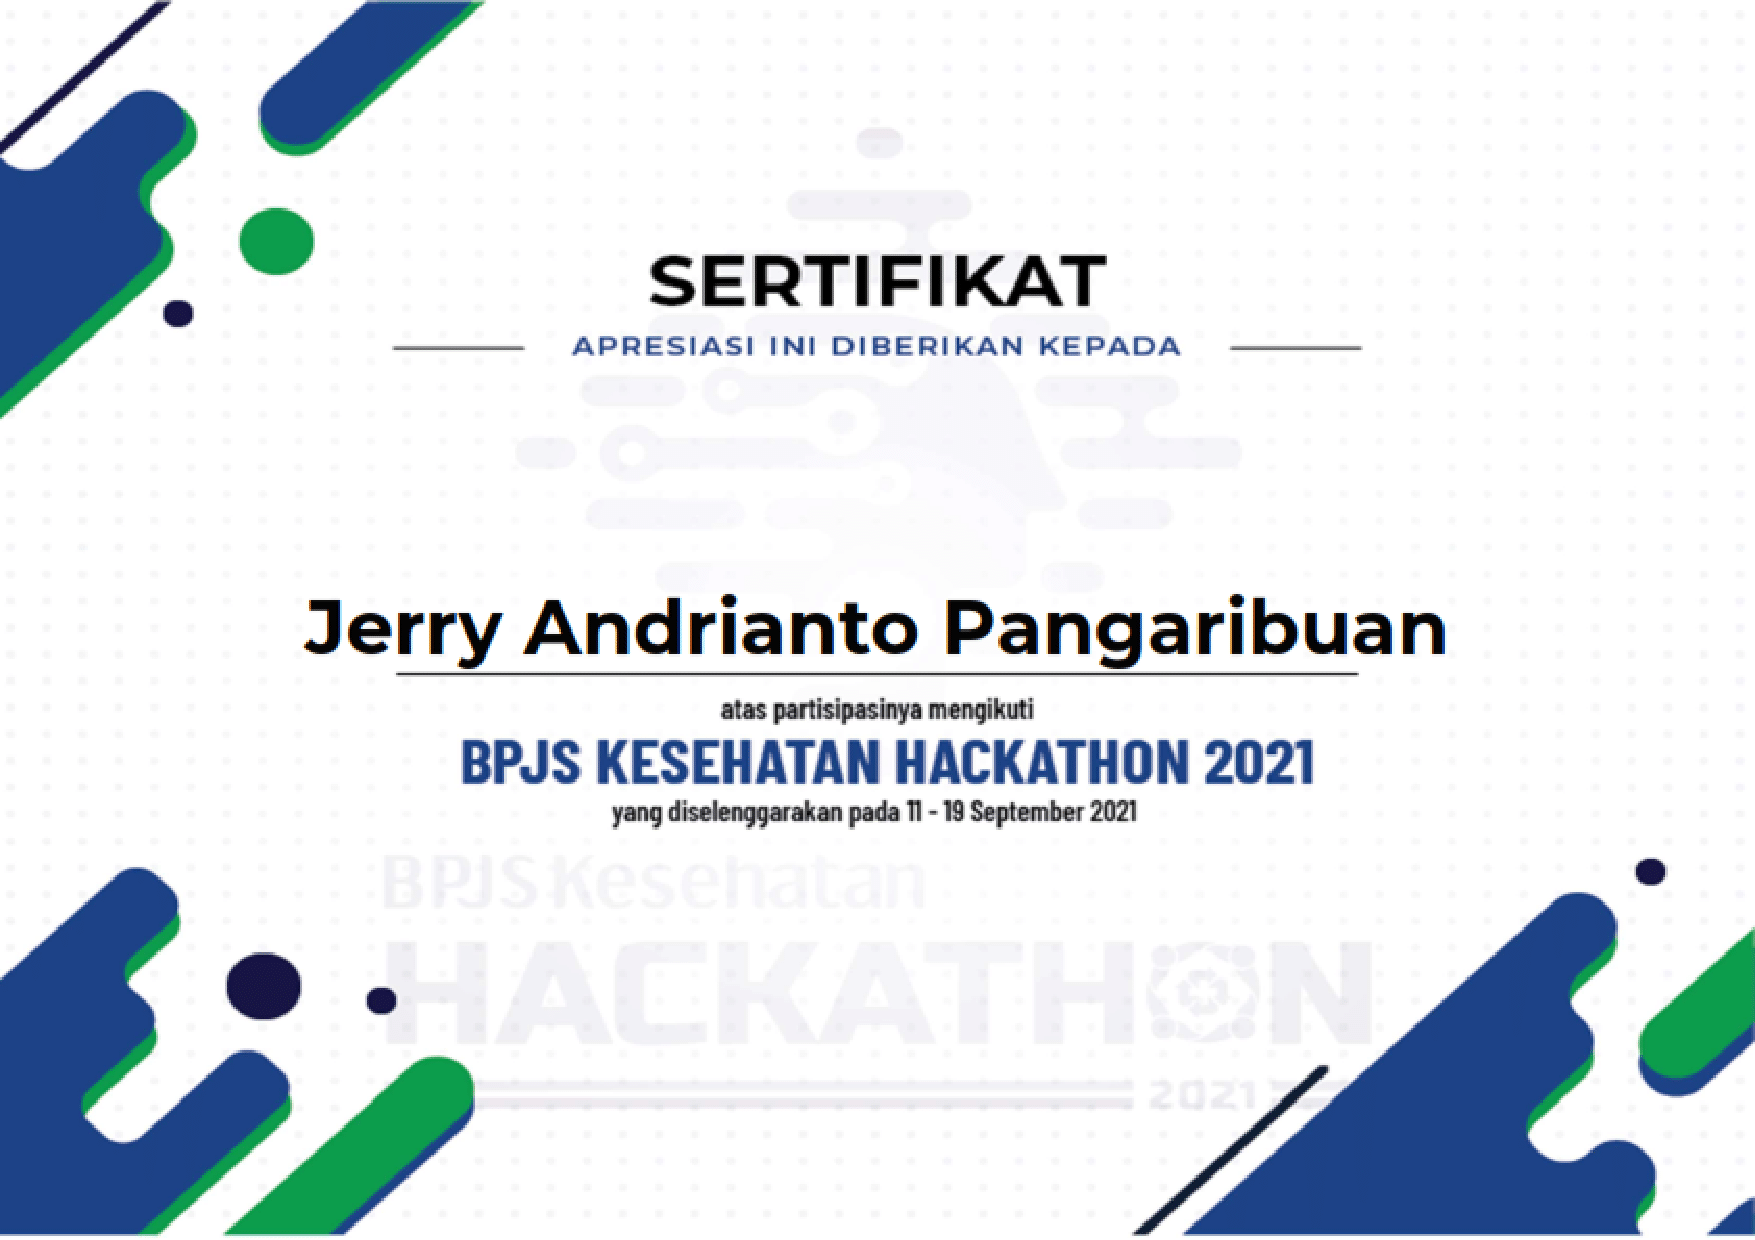 SERTIFIKAT
APRESIASI INI DIBERIKAN KEPADA
Jerry Andrianto Pangaribuan
atas partisipasinya mengikuti
BPJS KESEHATAN HACKATHON 2021
yang diselenggarakan pada 11 - 19 September 2021
BPJS Kesehatan
HACKATHON
2021